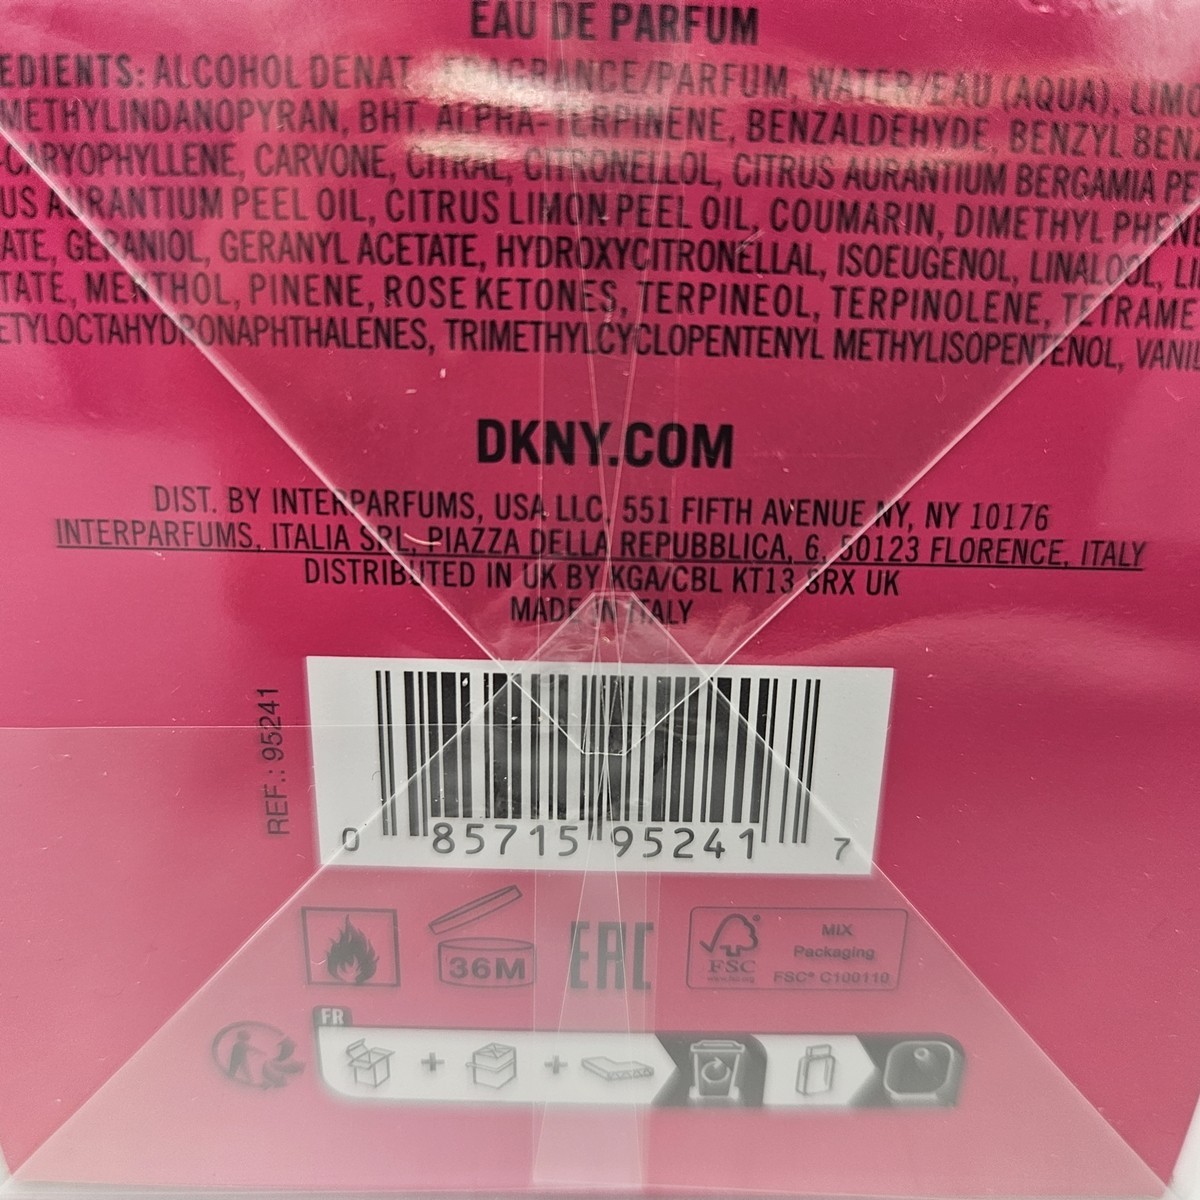 EAU DE PARFUM
EDIENTS: ALCOHOL DENAT. FRAGRANCE/PARFUM, WATER/EAU (AQUA), LIMO
METHYLINDANOPYRAN, BHT, ALPHA-TERPINENE, BENZALDEHYDE, BENZYL BENZ
-CARYOPHYLLENE, CARVONE, CITRAL, CITRONELLOL, CITRUS AURANTIUM BERGAMIA PE
US AURANTIUM PEEL OIL, CITRUS LIMON PEEL OIL, COUMARIN, DIMETHYL PHEN
ATE, GERANIOL, GERANYL ACETATE, HYDROXYCITRONELLAL, ISOEUGENOL, LINALOOL, LI
TATE, MENTHOL, PINENE, ROSE KETONES, TERPINEOL, TERPINOLENE, TETRAME
ETYLOCTAHYDRONAPHTHALENES, TRIMETHYLCYCLOPENTENYL METHYLISOPENTENOL, VANIL
DKNY.COM
DIST. BY INTERPARFUMS, USA LLC, 551 FIFTH AVENUE NY, NY 10176
INTERPARFUMS, ITALIA SRL, PIAZZA DELLA REPUBBLICA, 6, 50123 FLORENCE, ITALY
DISTRIBUTED IN UK BY KGA/CBL KT13 8RX UK
MADE IN ITALY
REF.: 95241
0 85715 95241 7
36M
EAC
FSC
MIX
Packaging
FSC® C100110
FR